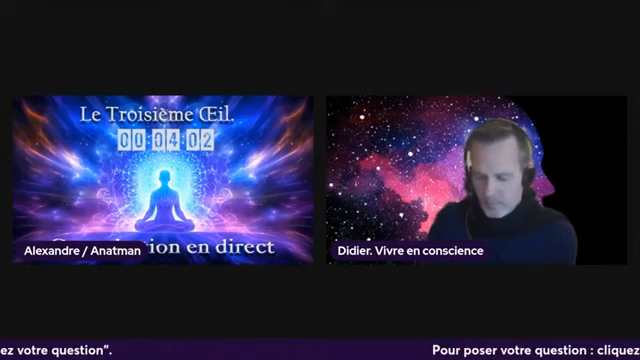 Le Troisième Œil.
00:04:02
ion en direct
Alexandre / Anatman
Didier. Vivre en conscience
ez votre question".
Pour poser votre question : cliquez